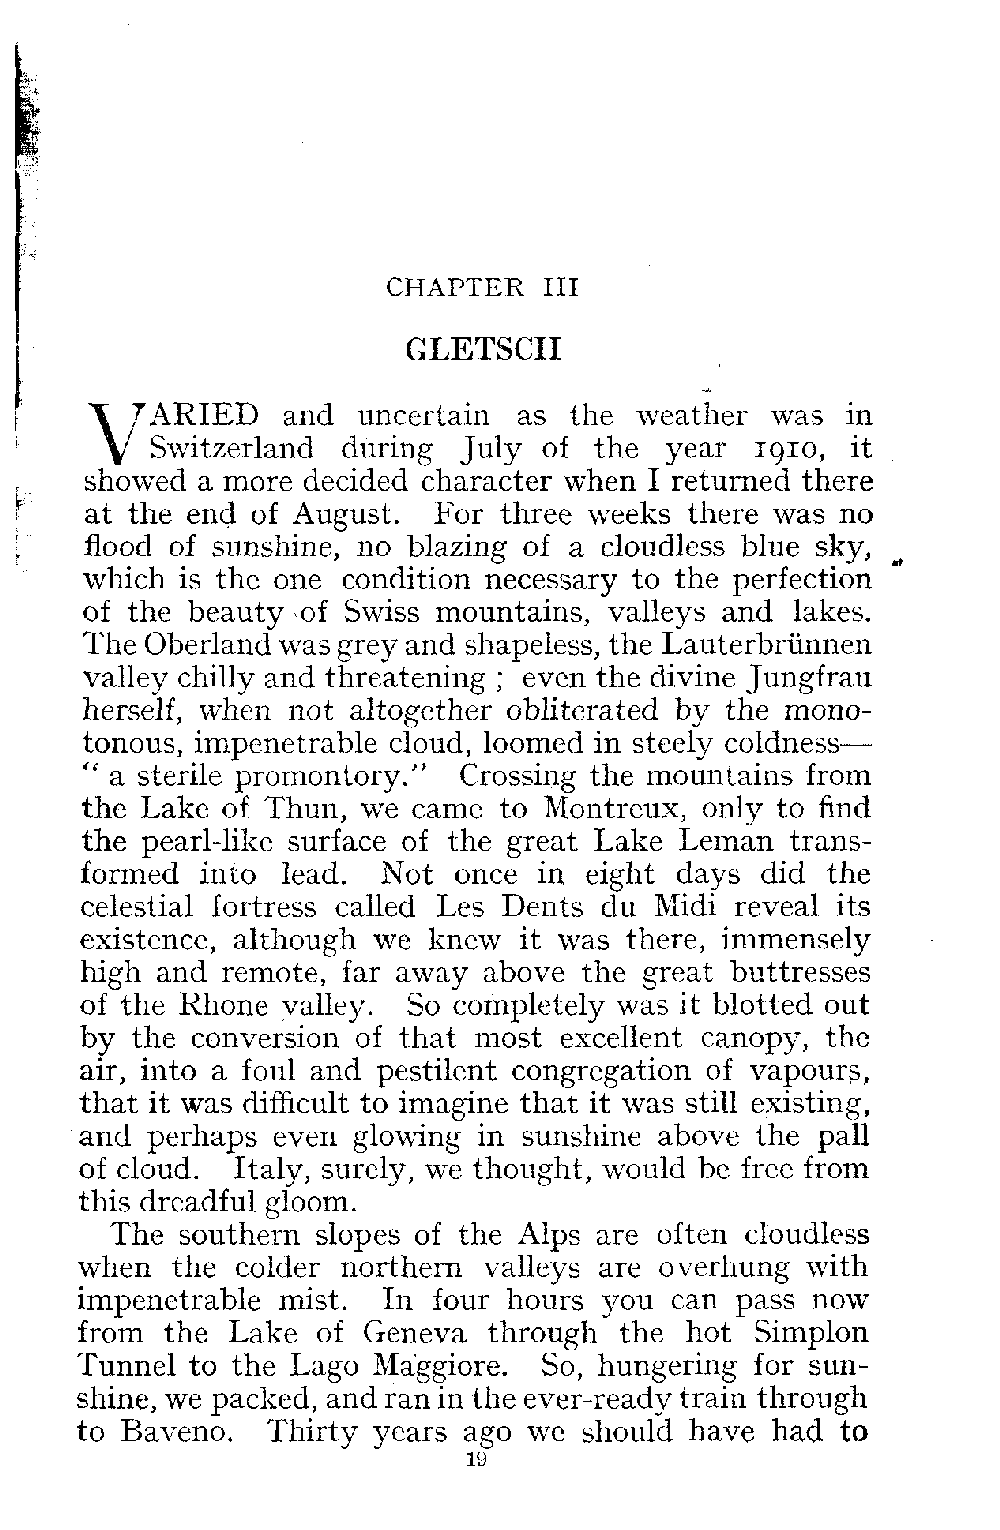 CHAPTER III
GLETSCH
VARIED and uncertain as the weather was in
Switzerland during July of the year 1910, it
showed a more decided character when I returned there
at the end of August. For three weeks there was no
flood of sunshine, no blazing of a cloudless blue sky,
which is the one condition necessary to the perfection
of the beauty of Swiss mountains, valleys and lakes.
The Oberland was grey and shapeless, the Lauterbrünnen
valley chilly and threatening ; even the divine Jungfrau
herself, when not altogether obliterated by the mono-
tonous, impenetrable cloud, loomed in steely coldness—
“ a sterile promontory.” Crossing the mountains from
the Lake of Thun, we came to Montreux, only to find
the pearl-like surface of the great Lake Leman trans-
formed into lead. Not once in eight days did the
celestial fortress called Les Dents du Midi reveal its
existence, although we knew it was there, immensely
high and remote, far away above the great buttresses
of the Rhone valley. So completely was it blotted out
by the conversion of that most excellent canopy, the
air, into a foul and pestilent congregation of vapours,
that it was difficult to imagine that it was still existing,
and perhaps even glowing in sunshine above the pall
of cloud. Italy, surely, we thought, would be free from
this dreadful gloom.
The southern slopes of the Alps are often cloudless
when the colder northern valleys are overhung with
impenetrable mist. In four hours you can pass now
from the Lake of Geneva through the hot Simplon
Tunnel to the Lago Maggiore. So, hungering for sun-
shine, we packed, and ran in the ever-ready train through
to Baveno. Thirty years ago we should have had to
19